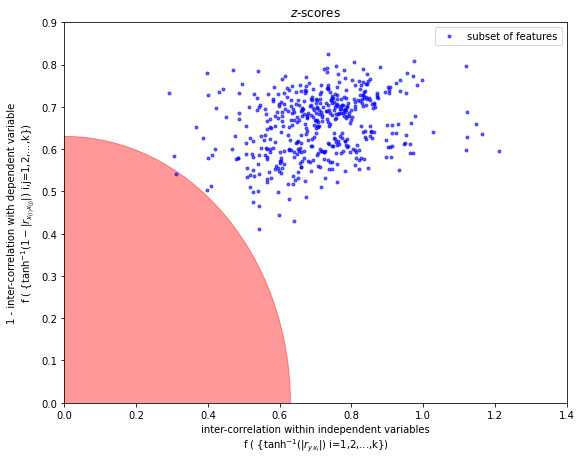 z-scores
subset of features
0.9
0.8
0.7
0.6
0.5
0.4
0.3
0.2
0.1
0.0
1 - inter-correlation with dependent variable
f ( {tanh⁻¹(1 − |r_{x_{(i)}x_{(j)}}|) i,j=1,2,...,k})
0.0 0.2 0.4 0.6 0.8 1.0 1.2 1.4
inter-correlation within independent variables
f ( {tanh⁻¹(|r_{yx_i}|) i=1,2,...,k})